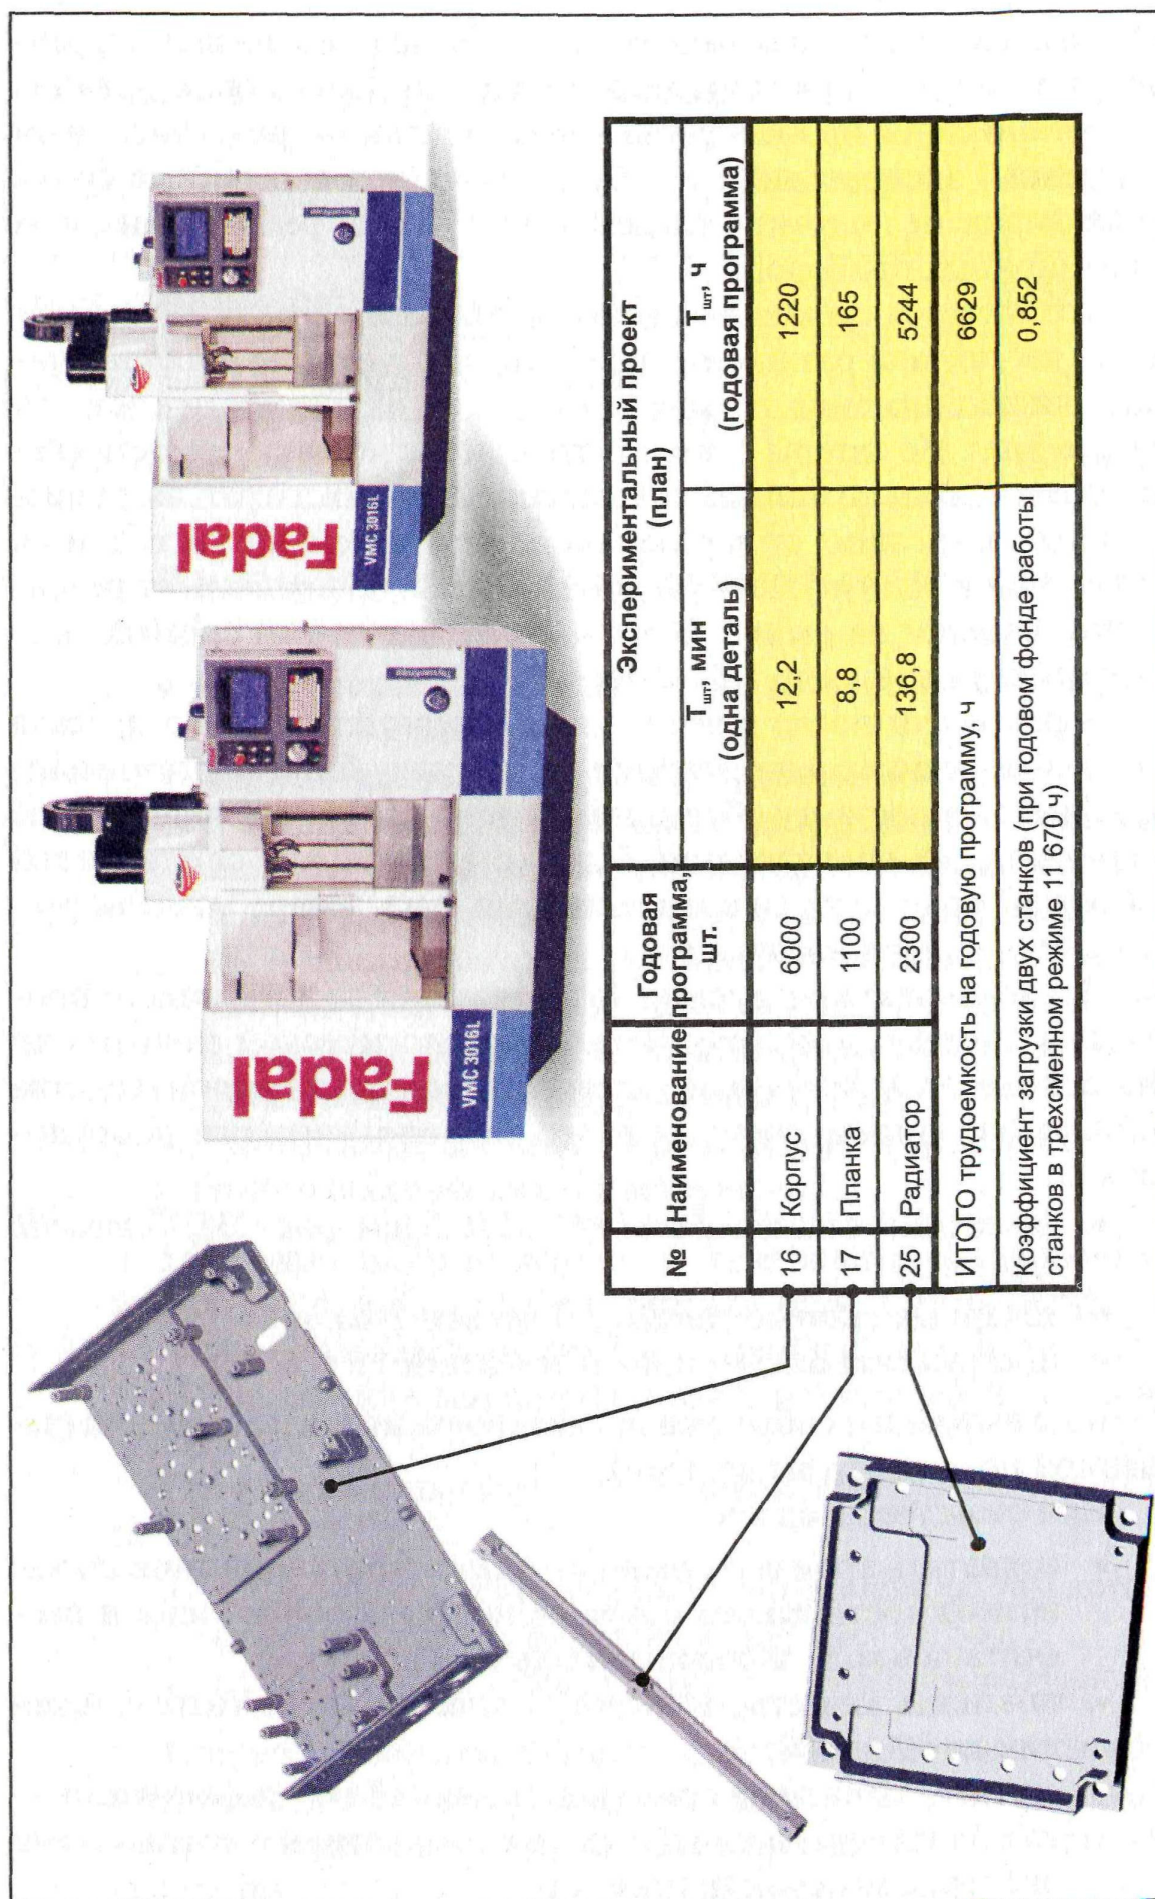 Fadal
VMC 3016L
Fadal
VMC 3016L
№ Наименование Годовая программа, шт. Экспериментальный проект (план)
Тшт, мин (одна деталь) Тшт, ч (годовая программа)
16 Корпус 6000 12,2 1220
17 Планка 1100 8,8 165
25 Радиатор 2300 136,8 5244
ИТОГО трудоемкость на годовую программу, ч 6629
Коэффициент загрузки двух станков (при годовом фонде работы
станков в трехсменном режиме 11 670 ч) 0,852